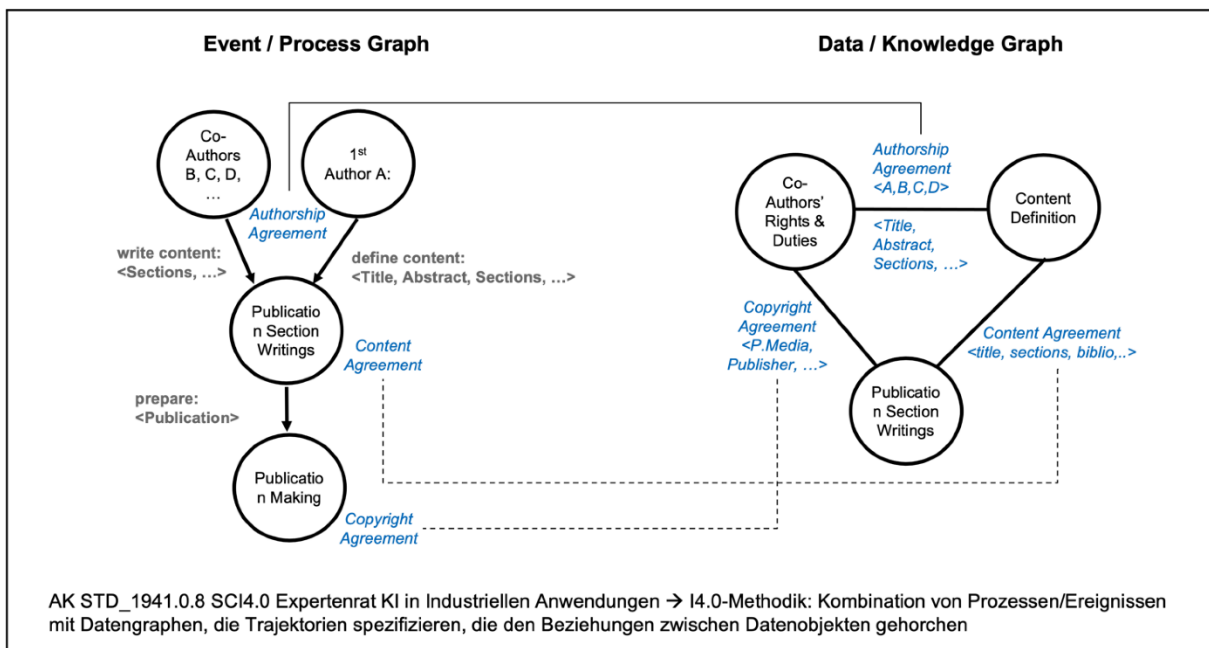 Event / Process Graph
Data / Knowledge Graph
Co-
Authors
B, C, D,
…
1st
Author A:
Authorship
Agreement
write content:
<Sections, …>
define content:
<Title, Abstract, Sections, …>
Publicatio
n Section
Writings
Content
Agreement
prepare:
<Publication>
Publicatio
n Making
Copyright
Agreement
Authorship
Agreement
<A,B,C,D>
Co-
Authors'
Rights &
Duties
Content
Definition
<Title,
Abstract,
Sections, …>
Copyright
Agreement
<P.Media,
Publisher, …>
Content Agreement
<title, sections, biblio,..>
Publicatio
n Section
Writings
AK STD_1941.0.8 SCI4.0 Expertenrat KI in Industriellen Anwendungen → I4.0-Methodik: Kombination von Prozessen/Ereignissen
mit Datengraphen, die Trajektorien spezifizieren, die den Beziehungen zwischen Datenobjekten gehorchen